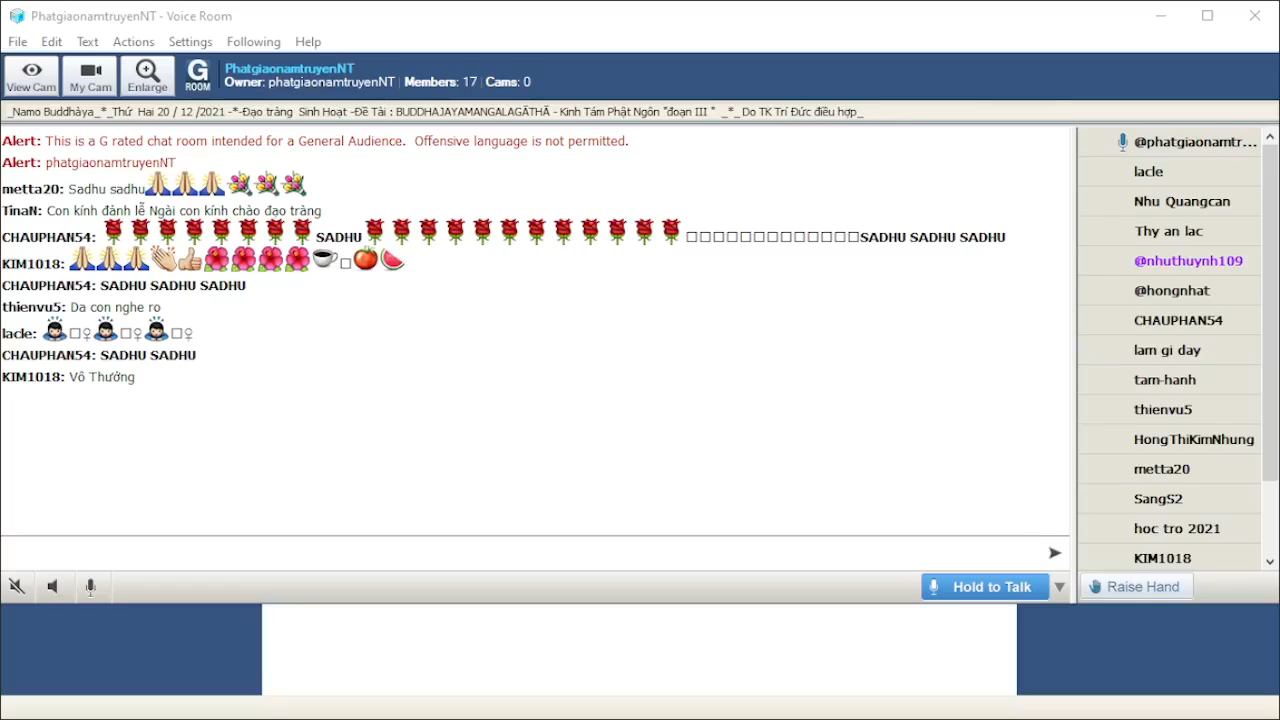 PhatgiaonamtruyenNT - Voice Room
File Edit Text Actions Settings Following Help
View Cam My Cam Enlarge G ROOM
PhatgiaonamtruyenNT
Owner: phatgiaonamtruyenNT | Members: 17 | Cams: 0
_Namo Buddhàya_*_Thứ Hai 20 / 12 /2021 -*-Đạo tràng Sinh Hoạt -Đề Tài : BUDDHAJAYAMANGALAGĀTHĀ - Kinh Tám Phật Ngôn "đoạn III " _*_ Do TK Trí Đức điều hợp_
Alert: This is a G rated chat room intended for a General Audience. Offensive language is not permitted.
Alert: phatgiaonamtruyenNT
metta20: Sadhu sadhu
TinaN: Con kính đảnh lễ Ngài con kính chào đạo tràng
CHAUPHAN54: SADHU SADHU SADHU SADHU
KIM1018:
CHAUPHAN54: SADHU SADHU SADHU
thienvu5: Da con nghe ro
lacle:
CHAUPHAN54: SADHU SADHU
KIM1018: Vô Thưởng
@phatgiaonamtr...
lacle
Nhu Quangcan
Thy an lac
@nhuthuynh109
@hongnhat
CHAUPHAN54
lam gi day
tam-hanh
thienvu5
HongThiKimNhung
metta20
SangS2
hoc tro 2021
KIM1018
Hold to Talk
Raise Hand